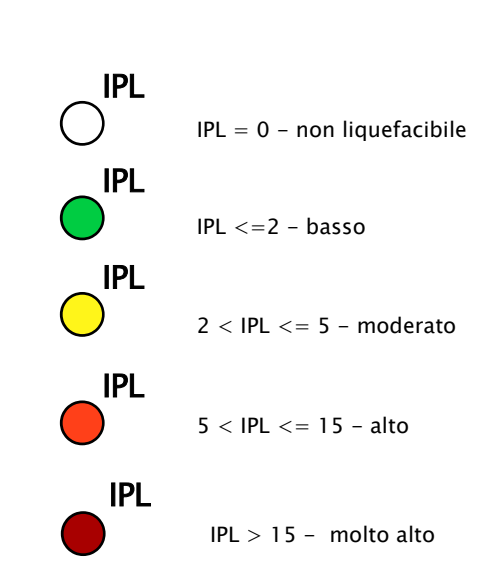 IPL
IPL = 0 – non liquefacibile
IPL
IPL <=2 – basso
IPL
2 < IPL <= 5 – moderato
IPL
5 < IPL <= 15 – alto
IPL
IPL > 15 – molto alto